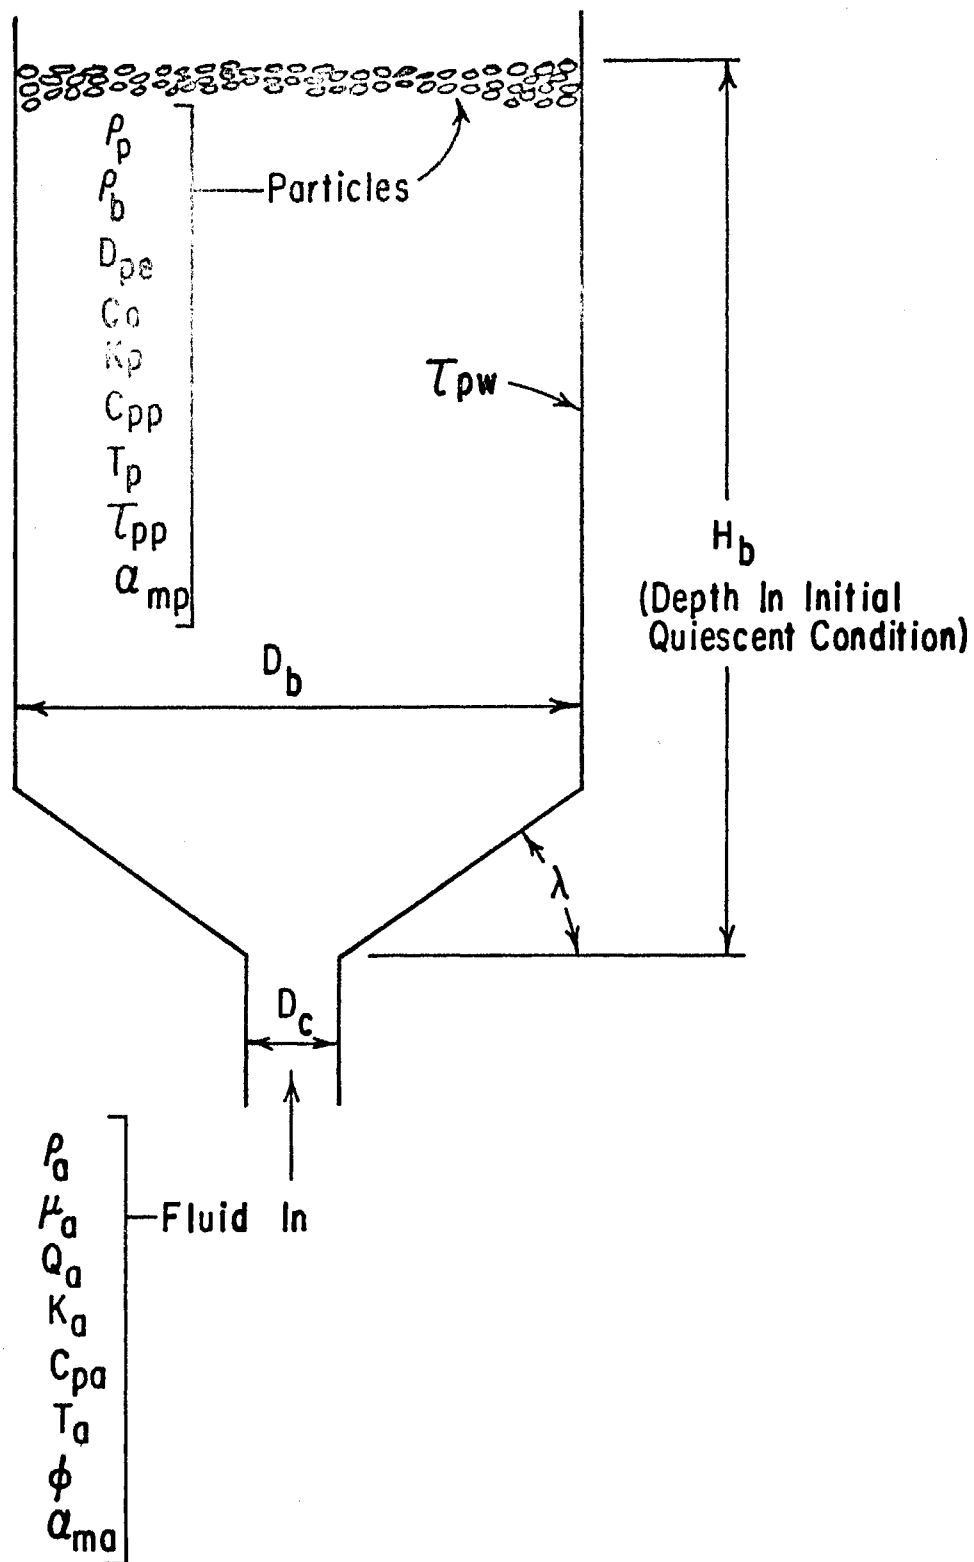 ρp
ρb
Particles
Dpe
Ca
Kp
Cpp
Tp
τpp
αmp
τpw
Hb
(Depth In Initial
Quiescent Condition)
Db
λ
Dc
ρa
μa
Fluid In
Qa
Ka
Cpa
Ta
ϕ
αma